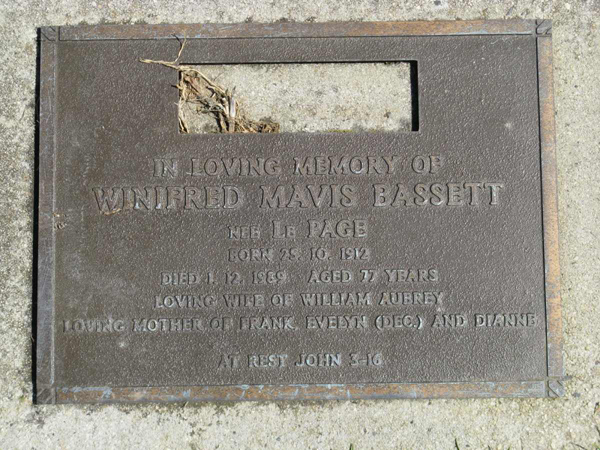 IN LOVING MEMORY OF
WINIFRED MAVIS BASSETT
NEE LE PAGE
BORN 25. 10. 1912
DIED 1. 12. 1989 AGED 77 YEARS
LOVING WIFE OF WILLIAM AUBREY
LOVING MOTHER OF FRANK, EVELYN (DEC.) AND DIANNE
AT REST JOHN 3-16